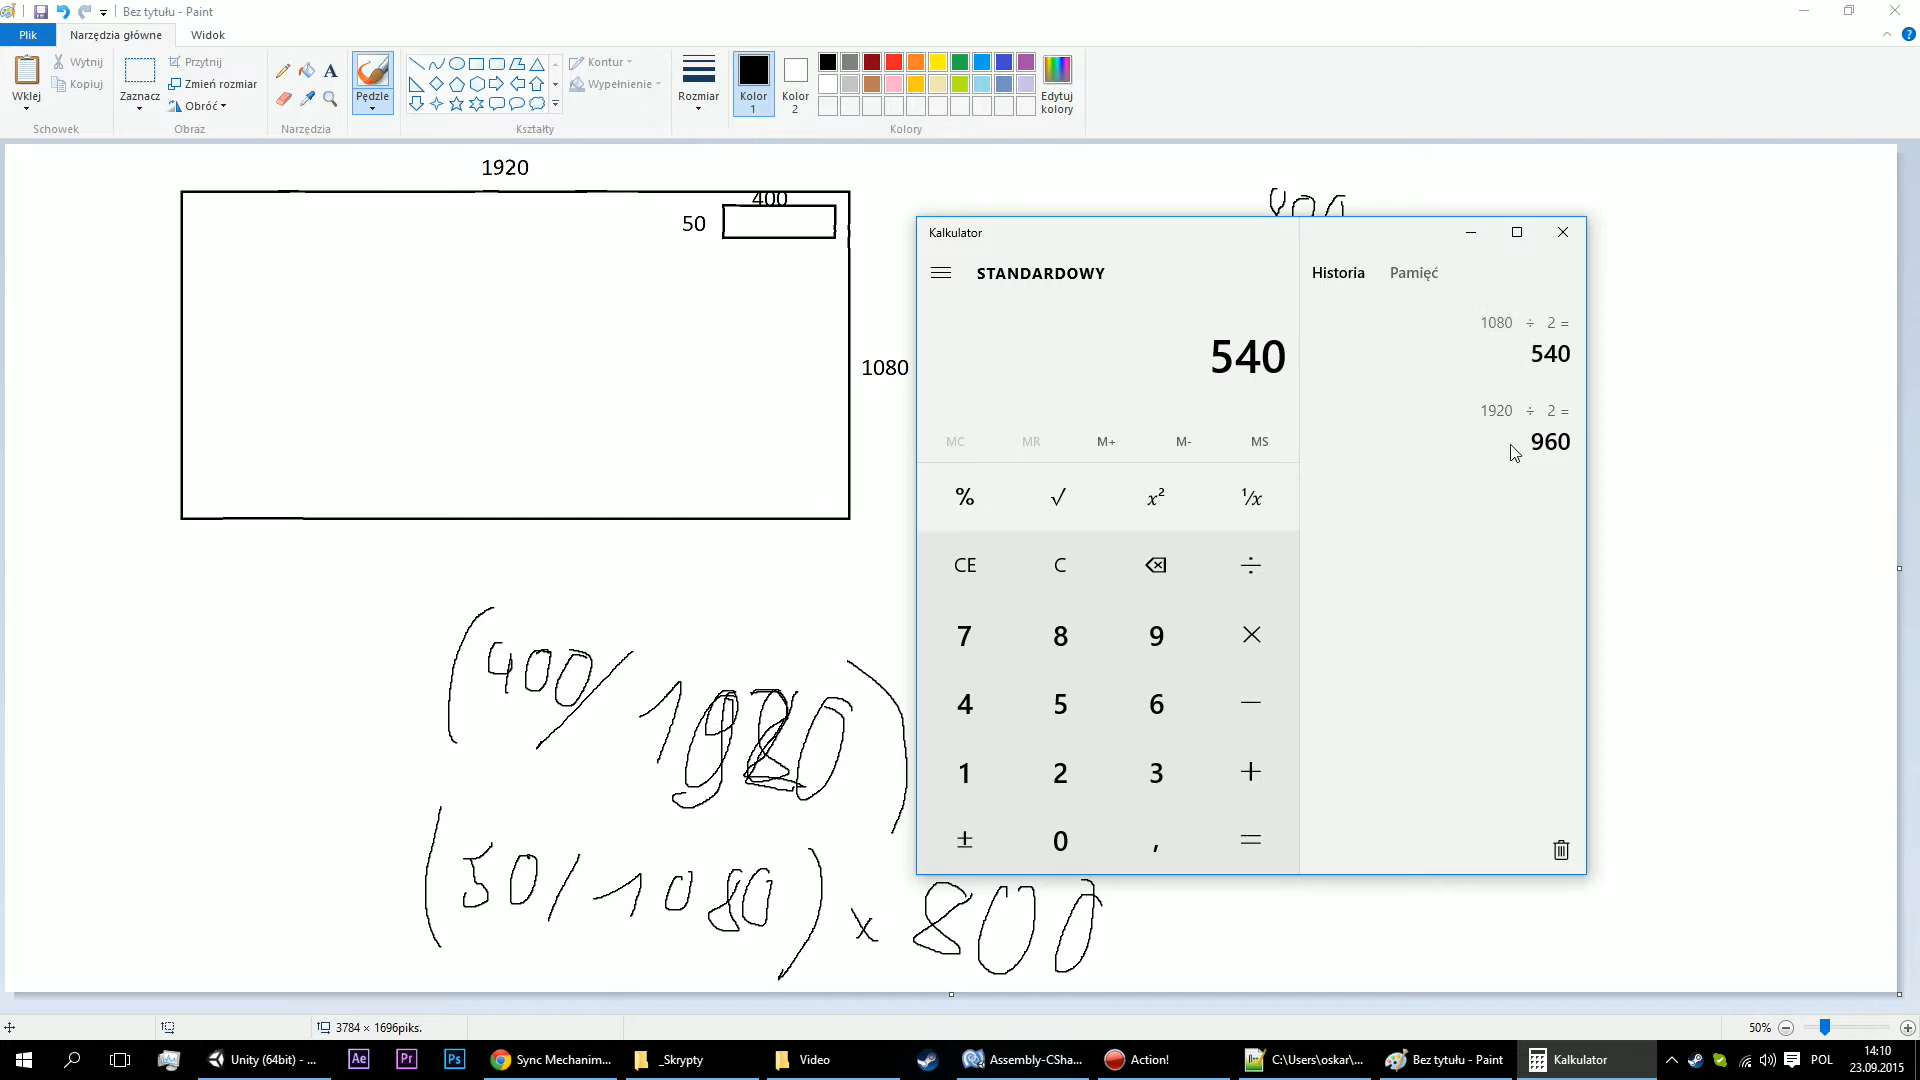 Bez tytułu - Paint
Plik Narzędzia główne Widok
Wklej Wytnij Kopiuj
Zaznacz Przytnij Zmień rozmiar Obróć
Pędzle
Kontur Wypełnienie
Rozmiar
Kolor 1
Kolor 2
Edytuj kolory
Schowek Obraz Narzędzia Kształty Kolory
1920
400
50
1080
(400/1920)
(50/1080) x 800
Kalkulator
STANDARDOWY
540
MC MR M+ M- MS
% √ x² ¹/x
CE C ÷
7 8 9 ×
4 5 6 −
1 2 3 +
± 0 , =
Historia Pamięć
1080 ÷ 2 =
540
1920 ÷ 2 =
960
3784 × 1696piks.
50%
Unity (64bit) - ...
Ae
Pr
Ps
Sync Mechanim...
_Skrypty
Video
Assembly-CSha...
Action!
C:\Users\oskar\...
Bez tytułu - Paint
Kalkulator
POL
14:10
23.09.2015